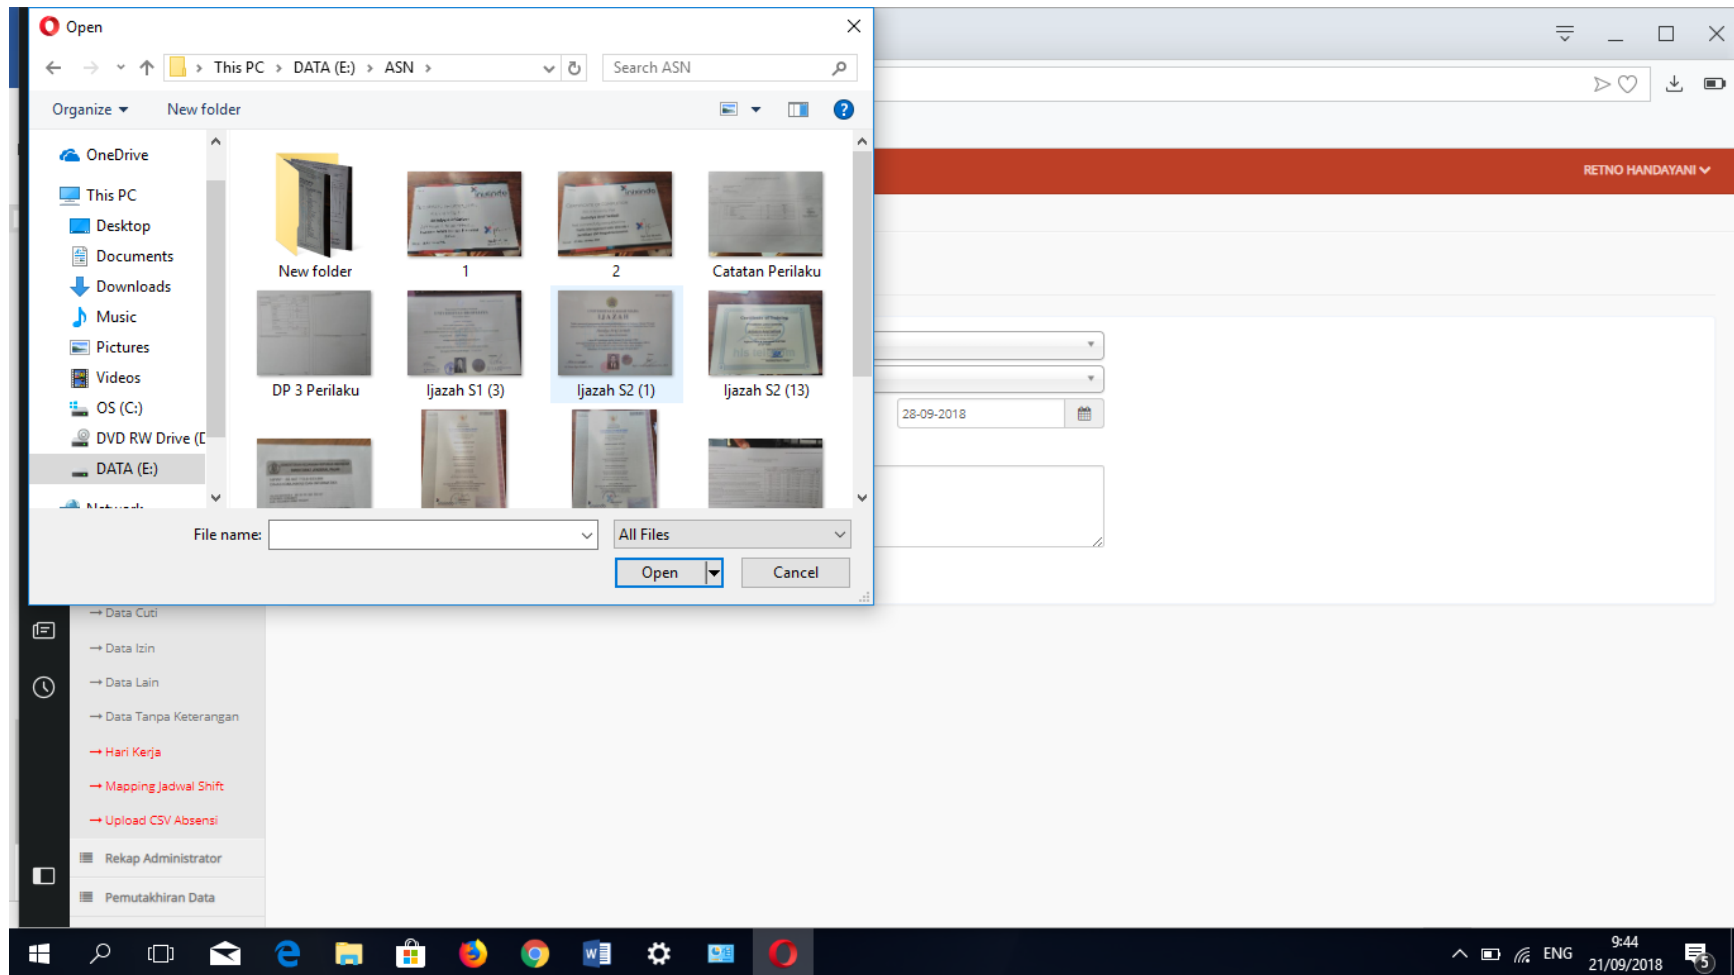 Open
This PC > DATA (E:) > ASN >
Search ASN
Organize
New folder
OneDrive
This PC
Desktop
Documents
Downloads
Music
Pictures
Videos
OS (C:)
DVD RW Drive (D
DATA (E:)
Network
New folder
1
2
Catatan Perilaku
DP 3 Perilaku
Ijazah S1 (3)
Ijazah S2 (1)
Ijazah S2 (13)
File name:
All Files
Open
Cancel
RETNO HANDAYANI
28-09-2018
→ Data Cuti
→ Data Izin
→ Data Lain
→ Data Tanpa Keterangan
→ Hari Kerja
→ Mapping Jadwal Shift
→ Upload CSV Absensi
Rekap Administrator
Pemutakhiran Data
ENG
9:44
21/09/2018
5